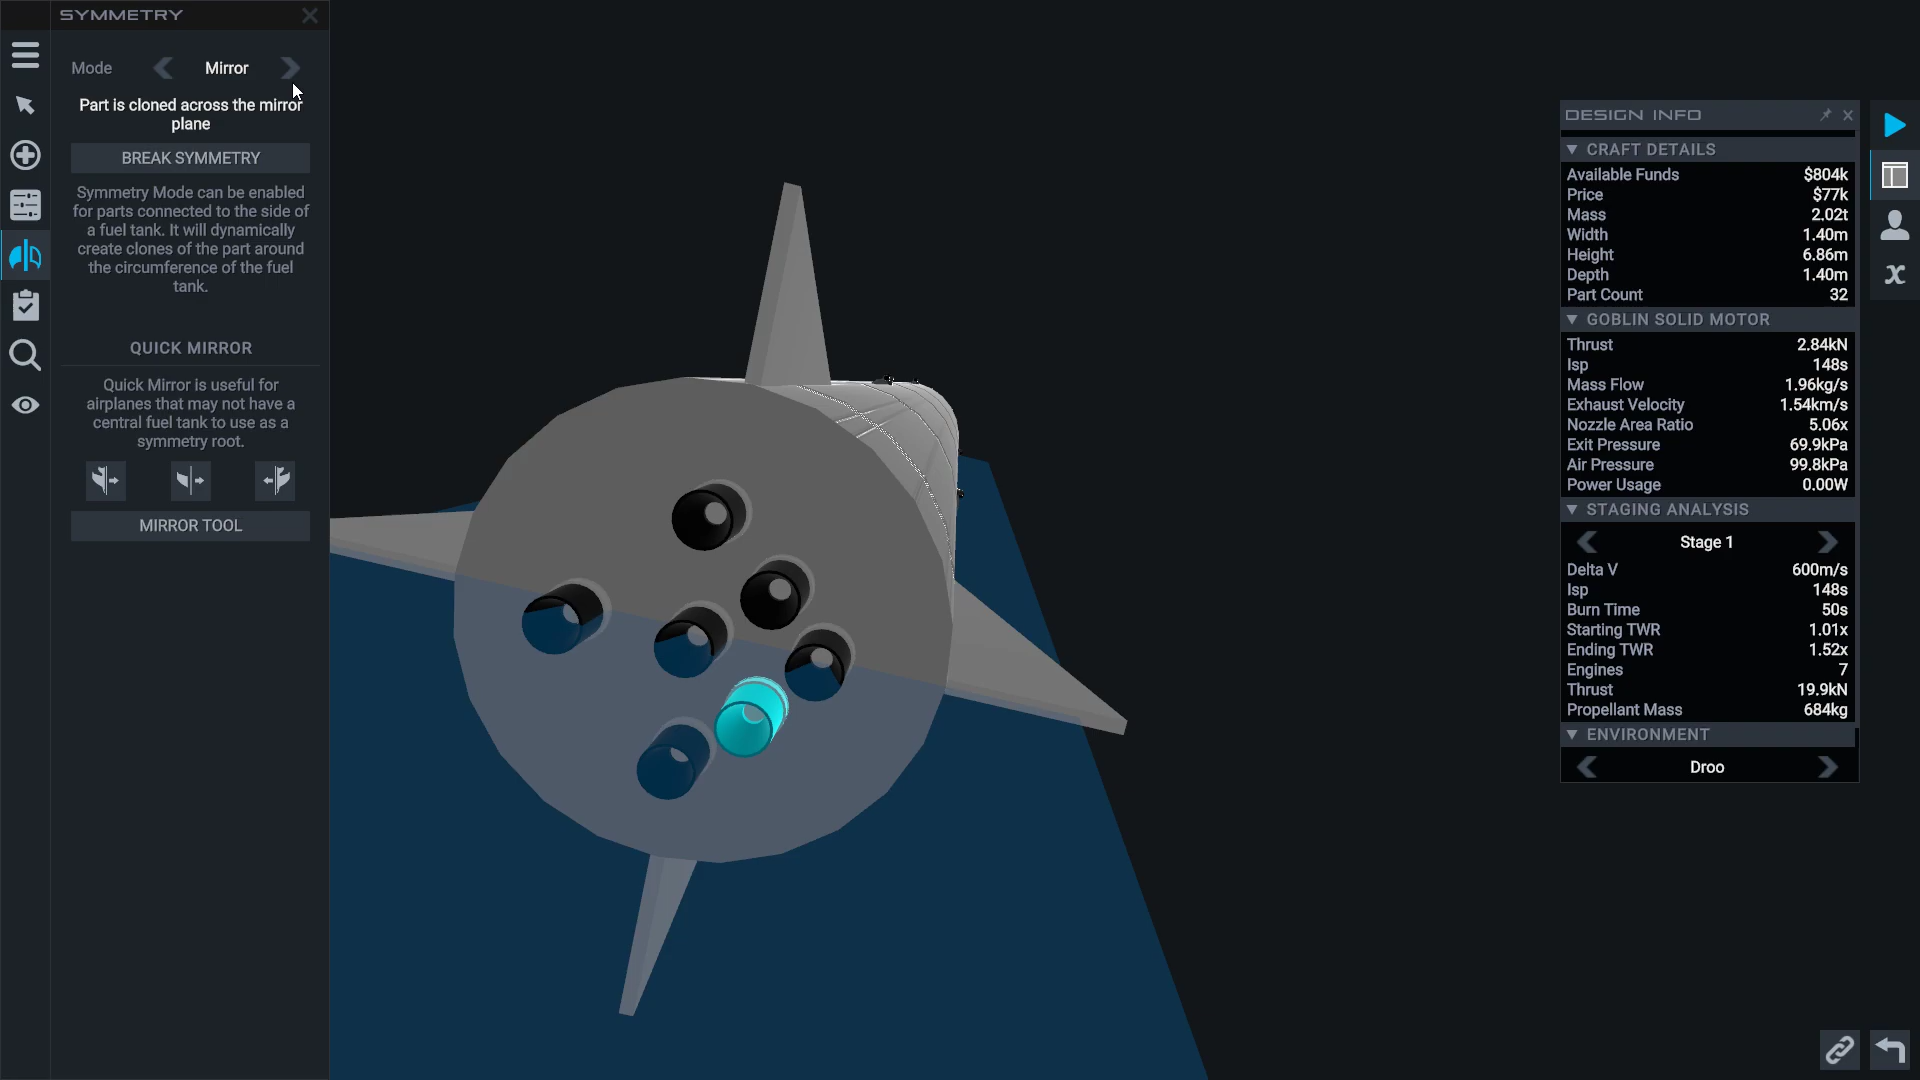 SYMMETRY
Mode
Mirror
Part is cloned across the mirror
plane
BREAK SYMMETRY
Symmetry Mode can be enabled
for parts connected to the side of
a fuel tank. It will dynamically
create clones of the part around
the circumference of the fuel
tank.
QUICK MIRROR
Quick Mirror is useful for
airplanes that may not have a
central fuel tank to use as a
symmetry root.
MIRROR TOOL
DESIGN INFO
CRAFT DETAILS
Available Funds $804k
Price $77k
Mass 2.02t
Width 1.40m
Height 6.86m
Depth 1.40m
Part Count 32
GOBLIN SOLID MOTOR
Thrust 2.84kN
Isp 148s
Mass Flow 1.96kg/s
Exhaust Velocity 1.54km/s
Nozzle Area Ratio 5.06x
Exit Pressure 69.9kPa
Air Pressure 99.8kPa
Power Usage 0.00W
STAGING ANALYSIS
Stage 1
Delta V 600m/s
Isp 148s
Burn Time 50s
Starting TWR 1.01x
Ending TWR 1.52x
Engines 7
Thrust 19.9kN
Propellant Mass 684kg
ENVIRONMENT
Droo
x